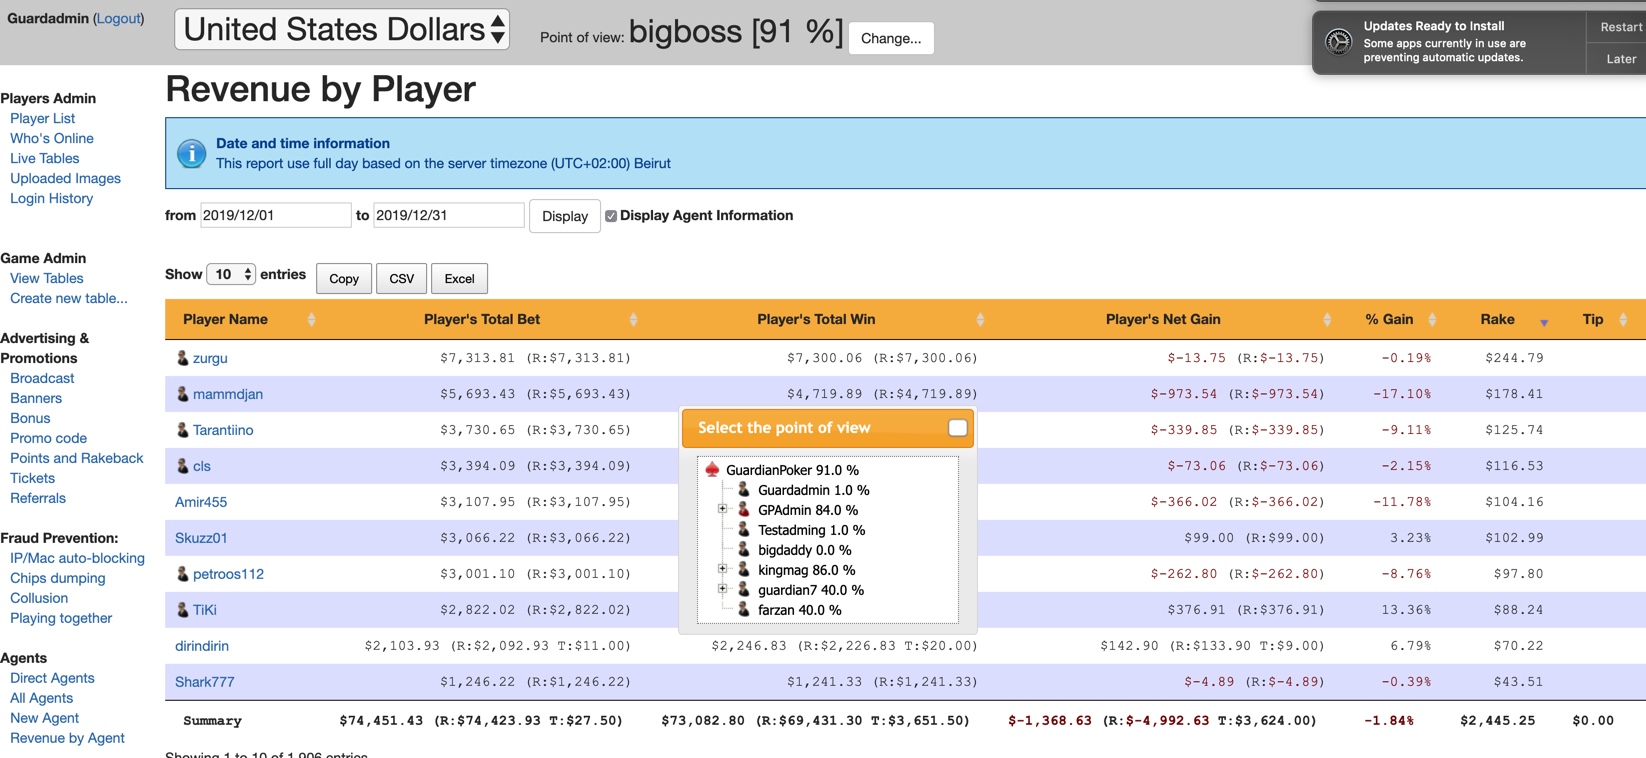 Guardadmin (Logout)
United States Dollars
Point of view: bigboss [91 %] Change...
Updates Ready to Install
Some apps currently in use are
preventing automatic updates.
Restart
Later
Players Admin
Player List
Who's Online
Live Tables
Uploaded Images
Login History
Game Admin
View Tables
Create new table...
Advertising &
Promotions
Broadcast
Banners
Bonus
Promo code
Points and Rakeback
Tickets
Referrals
Fraud Prevention:
IP/Mac auto-blocking
Chips dumping
Collusion
Playing together
Agents
Direct Agents
All Agents
New Agent
Revenue by Agent
Revenue by Player
Date and time information
This report use full day based on the server timezone (UTC+02:00) Beirut
from 2019/12/01 to 2019/12/31 Display Display Agent Information
Show 10 entries Copy CSV Excel
Player Name Player's Total Bet Player's Total Win Player's Net Gain % Gain Rake Tip
zurgu $7,313.81 (R:$7,313.81) $7,300.06 (R:$7,300.06) $-13.75 (R:$-13.75) -0.19% $244.79
mammdjan $5,693.43 (R:$5,693.43) $4,719.89 (R:$4,719.89) $-973.54 (R:$-973.54) -17.10% $178.41
Tarantiino $3,730.65 (R:$3,730.65) $-339.85 (R:$-339.85) -9.11% $125.74
cls $3,394.09 (R:$3,394.09) $-73.06 (R:$-73.06) -2.15% $116.53
Amir455 $3,107.95 (R:$3,107.95) $-366.02 (R:$-366.02) -11.78% $104.16
Skuzz01 $3,066.22 (R:$3,066.22) $99.00 (R:$99.00) 3.23% $102.99
petroos112 $3,001.10 (R:$3,001.10) $-262.80 (R:$-262.80) -8.76% $97.80
TiKi $2,822.02 (R:$2,822.02) $376.91 (R:$376.91) 13.36% $88.24
dirindirin $2,103.93 (R:$2,092.93 T:$11.00) $2,246.83 (R:$2,226.83 T:$20.00) $142.90 (R:$133.90 T:$9.00) 6.79% $70.22
Shark777 $1,246.22 (R:$1,246.22) $1,241.33 (R:$1,241.33) $-4.89 (R:$-4.89) -0.39% $43.51
Summary $74,451.43 (R:$74,423.93 T:$27.50) $73,082.80 (R:$69,431.30 T:$3,651.50) $-1,368.63 (R:$-4,992.63 T:$3,624.00) -1.84% $2,445.25 $0.00
Showing 1 to 10 of 1,906 entries
Select the point of view
GuardianPoker 91.0 %
Guardadmin 1.0 %
GPAdmin 84.0 %
Testadming 1.0 %
bigdaddy 0.0 %
kingmag 86.0 %
guardian7 40.0 %
farzan 40.0 %